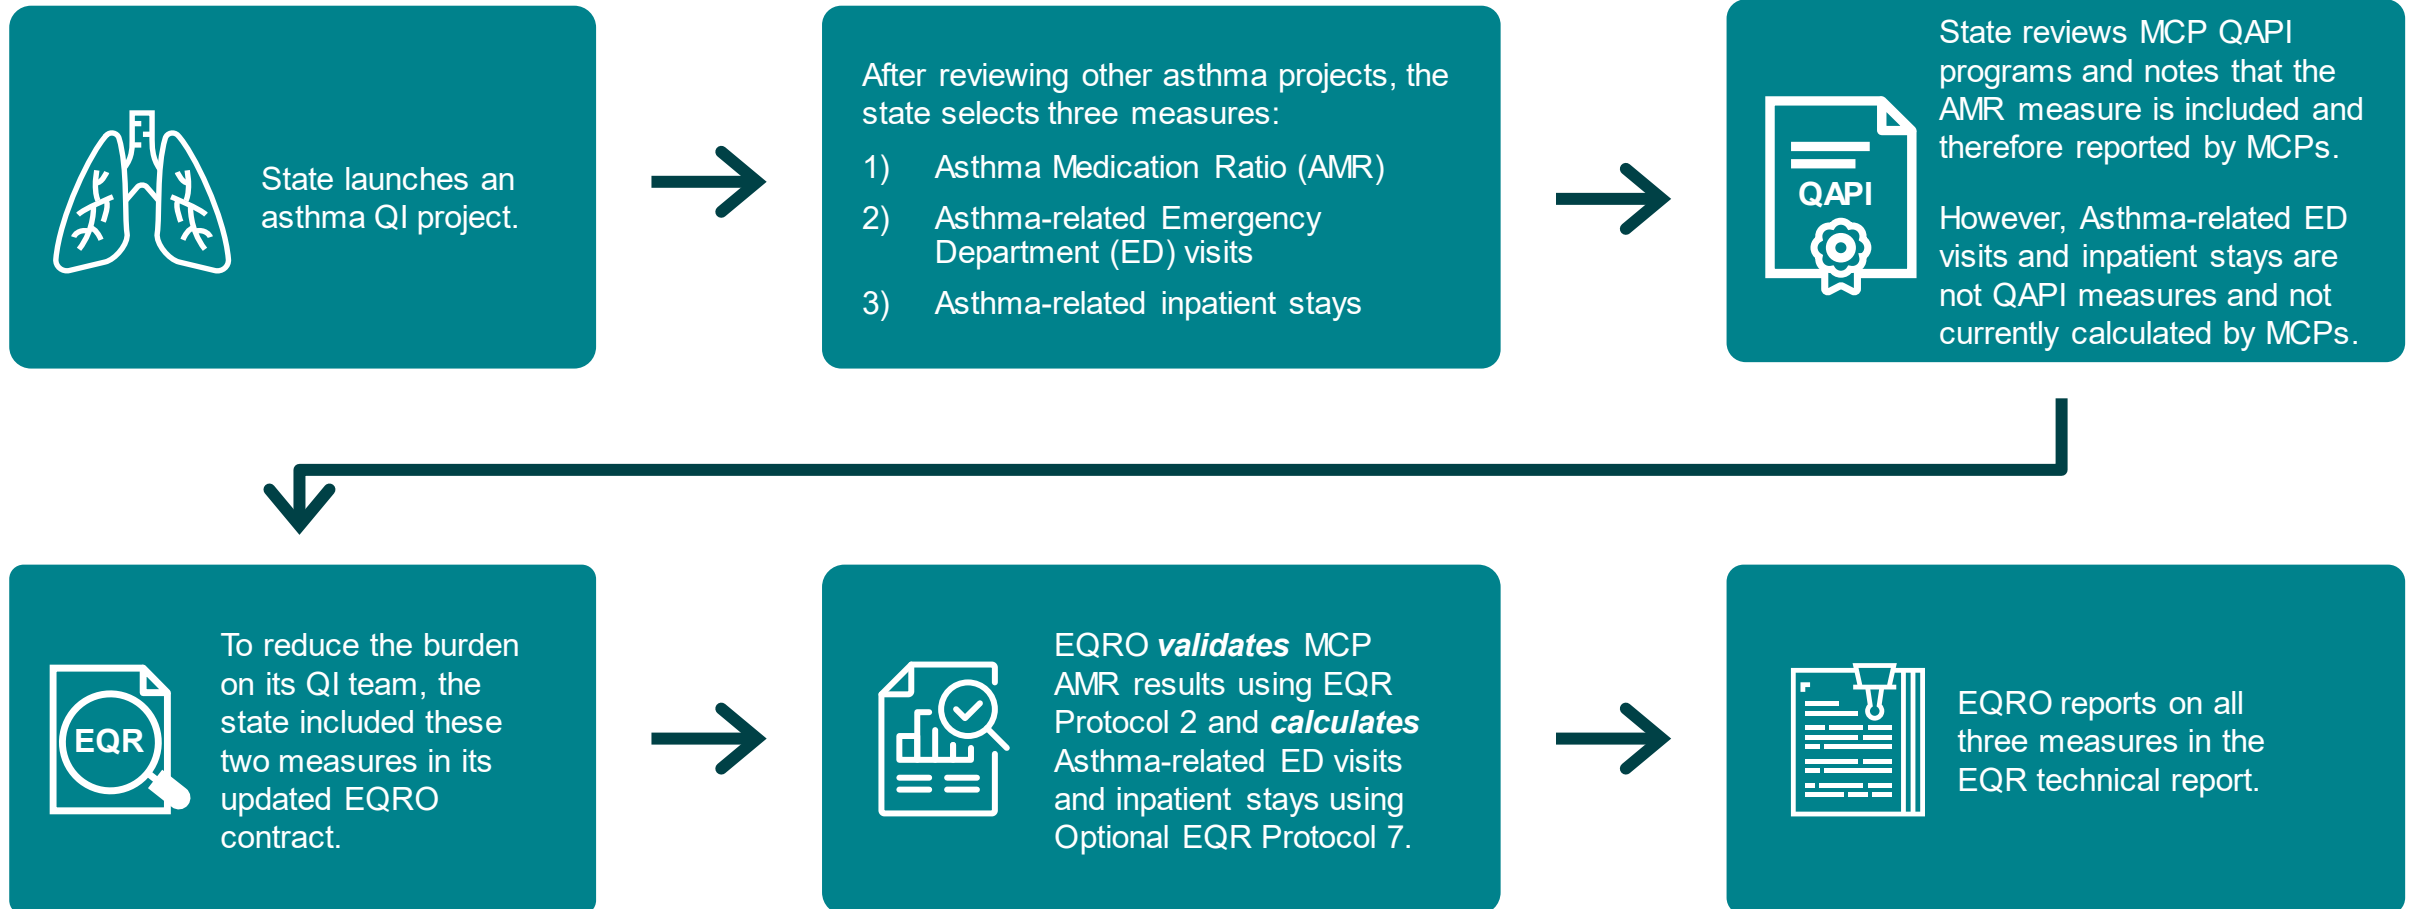 State launches an
asthma QI project.
After reviewing other asthma projects, the
state selects three measures:
1) Asthma Medication Ratio (AMR)
2) Asthma-related Emergency
Department (ED) visits
3) Asthma-related inpatient stays
QAPI
State reviews MCP QAPI
programs and notes that the
AMR measure is included and
therefore reported by MCPs.
However, Asthma-related ED
visits and inpatient stays are
not QAPI measures and not
currently calculated by MCPs.
EQR
To reduce the burden
on its QI team, the
state included these
two measures in its
updated EQRO
contract.
EQRO validates MCP
AMR results using EQR
Protocol 2 and calculates
Asthma-related ED visits
and inpatient stays using
Optional EQR Protocol 7.
EQRO reports on all
three measures in the
EQR technical report.